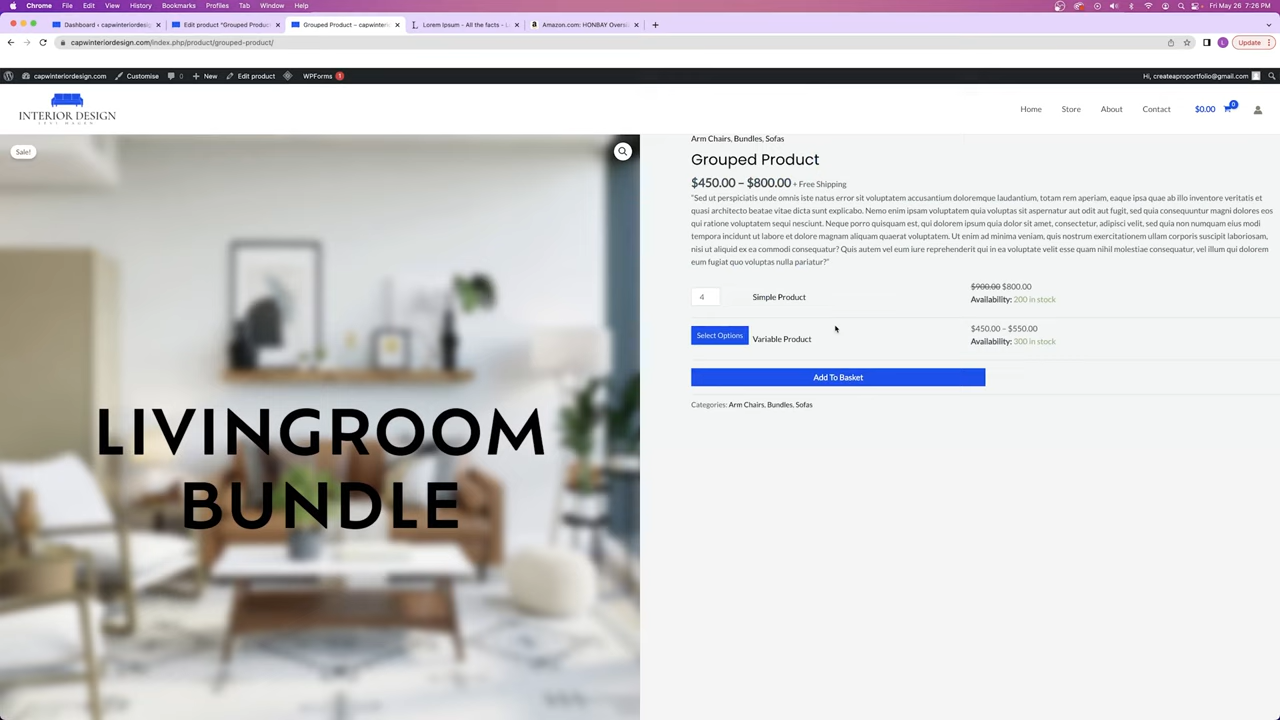 Chrome File Edit View History Bookmarks Profiles Tab Window Help Fri May 26 7:26 PM
Dashboard ‹ capwinteriordesig Edit product "Grouped Product Grouped Product – capwinteri Lorem Ipsum - All the facts - L Amazon.com: HONBAY Overs
capwinteriordesign.com/index.php/product/grouped-product/ L Update
capwinteriordesign.com Customise 0 New Edit product WPForms 1 Hi, createaproportfolio@gmail.com
INTERIOR DESIGN
Home Store About Contact $0.00 0
Sale!
LIVINGROOM
BUNDLE
Arm Chairs, Bundles, Sofas
Grouped Product
$450.00 – $800.00 + Free Shipping
"Sed ut perspiciatis unde omnis iste natus error sit voluptatem accusantium doloremque laudantium, totam rem aperiam, eaque ipsa quae ab illo inventore veritatis et
quasi architecto beatae vitae dicta sunt explicabo. Nemo enim ipsam voluptatem quia voluptas sit aspernatur aut odit aut fugit, sed quia consequuntur magni dolores eos
qui ratione voluptatem sequi nesciunt. Neque porro quisquam est, qui dolorem ipsum quia dolor sit amet, consectetur, adipisci velit, sed quia non numquam eius modi
tempora incidunt ut labore et dolore magnam aliquam quaerat voluptatem. Ut enim ad minima veniam, quis nostrum exercitationem ullam corporis suscipit laboriosam,
nisi ut aliquid ex ea commodi consequatur? Quis autem vel eum iure reprehenderit qui in ea voluptate velit esse quam nihil molestiae consequatur, vel illum qui dolorem
eum fugiat quo voluptas nulla pariatur?"
4 Simple Product $900.00 $800.00
Availability: 200 in stock
Select Options Variable Product $450.00 – $550.00
Availability: 300 in stock
Add To Basket
Categories: Arm Chairs, Bundles, Sofas